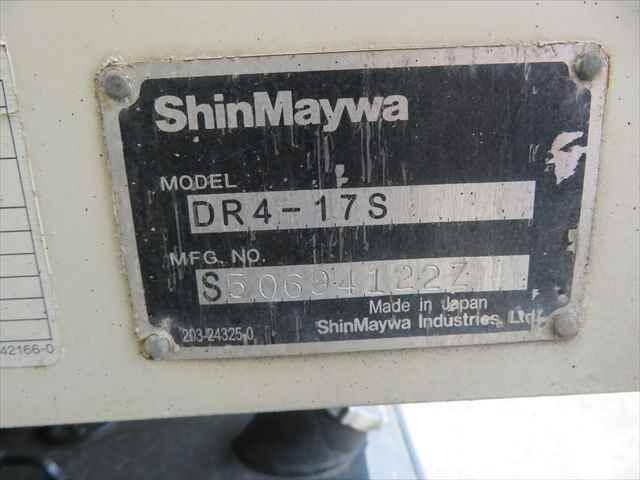 ShinMaywa
MODEL
DR4-17S
MFG. NO.
S50694122Z
Made in Japan
203-24325-0
ShinMaywa Industries, Ltd.
42166-0